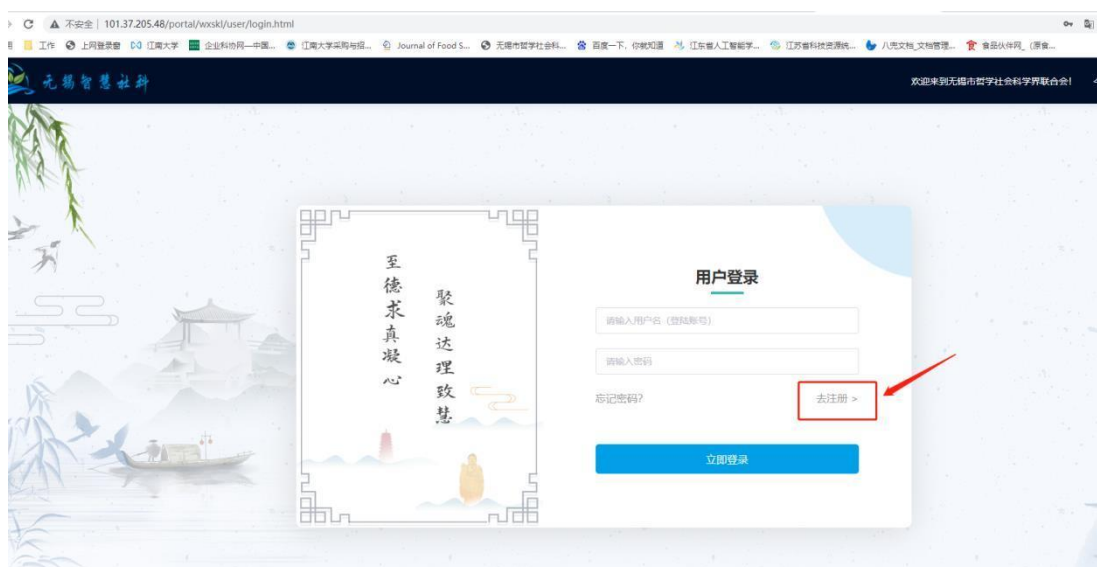 不安全 | 101.37.205.48/portal/wxskl/user/login.html
工作 上网登录窗 江南大学 企业科协网—中国... 江南大学采购与招... Journal of Food S... 无锡市哲学社会科... 百度一下，你就知道 江东省人工智能学... 江苏省科技资源统... 八兜文档_文档管理... 食品伙伴网_（原食...
无锡智慧社科
欢迎来到无锡市哲学社会科学界联合会!
至德求真凝心
聚魂达理致慧
用户登录
请输入用户名（登陆账号）
请输入密码
忘记密码?
去注册 >
立即登录